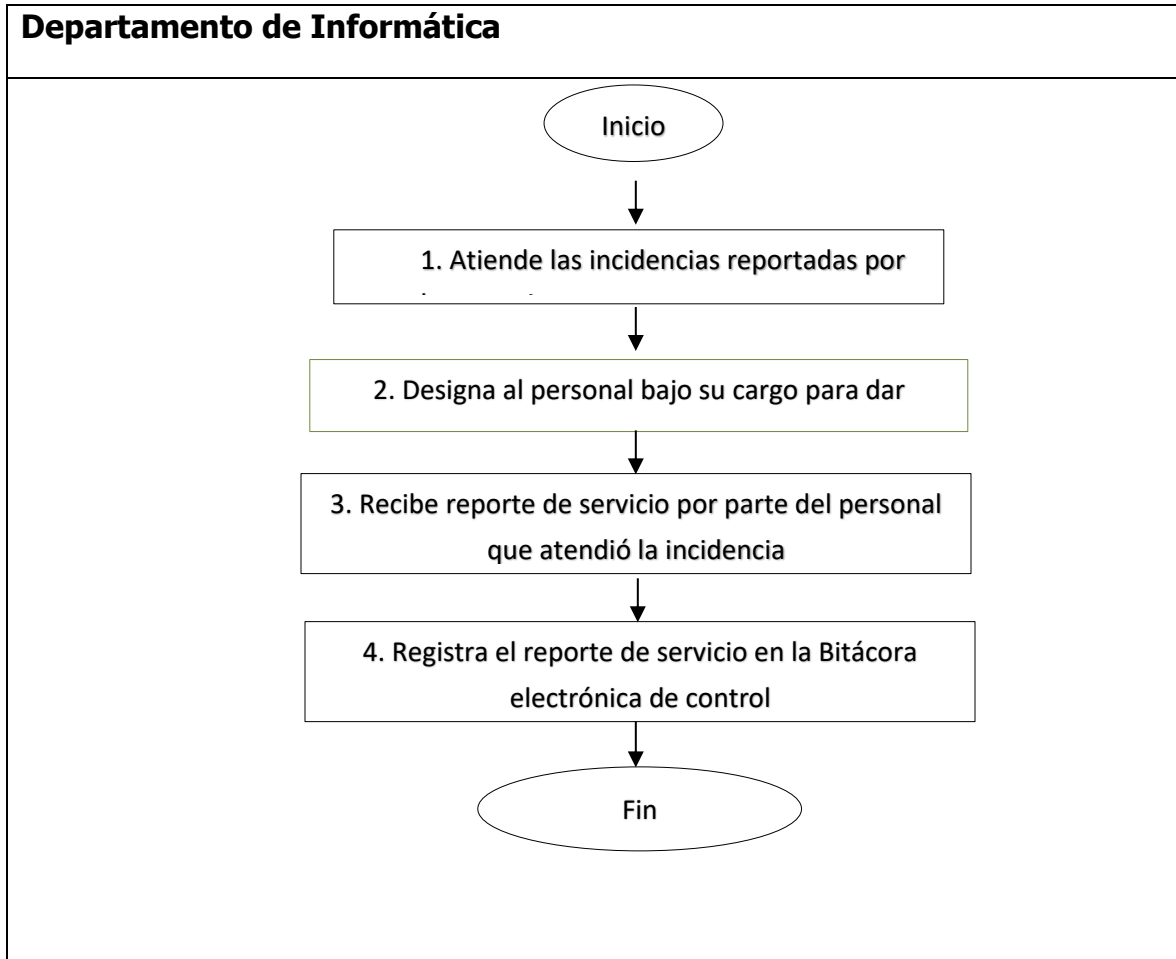 Departamento de Informática
Inicio
1. Atiende las incidencias reportadas por
2. Designa al personal bajo su cargo para dar
3. Recibe reporte de servicio por parte del personal
que atendió la incidencia
4. Registra el reporte de servicio en la Bitácora
electrónica de control
Fin